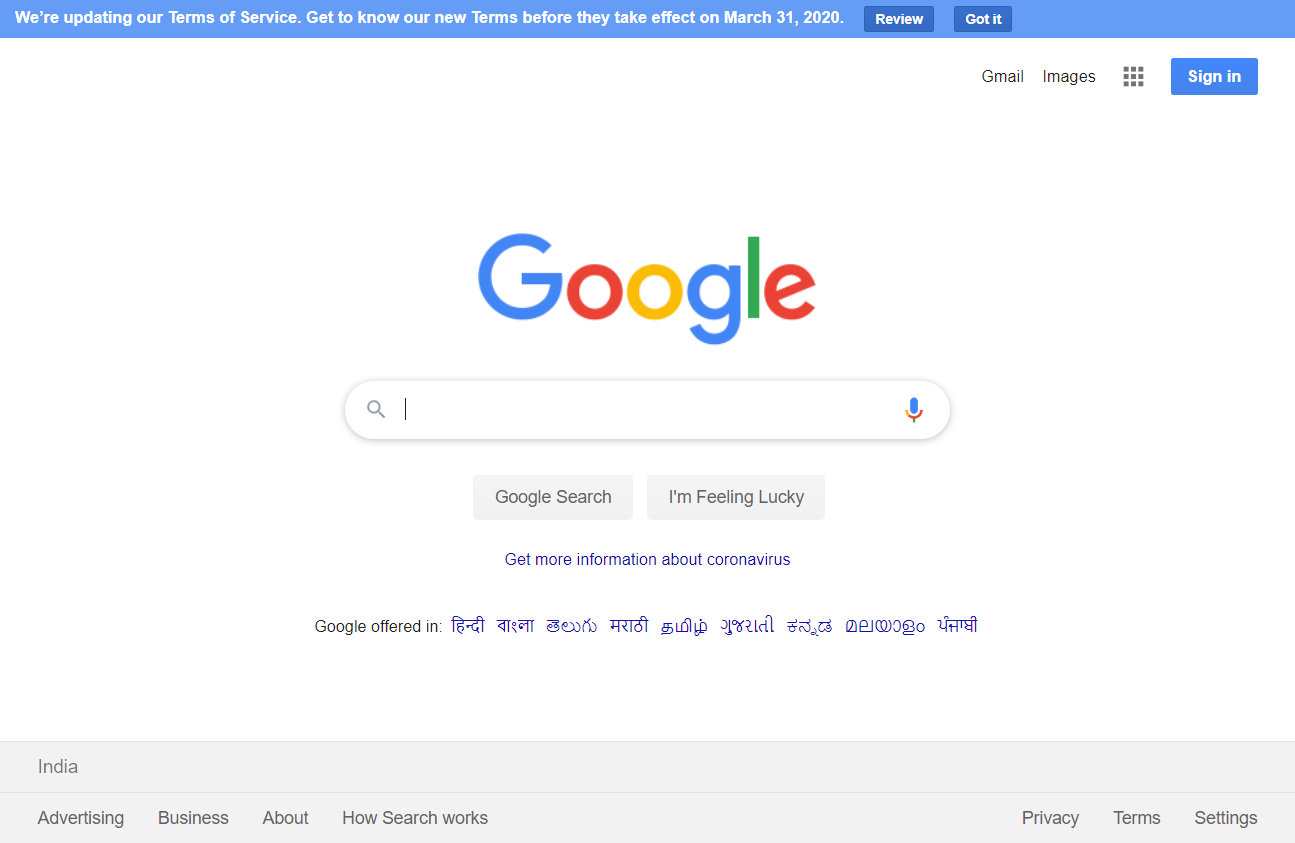 We’re updating our Terms of Service. Get to know our new Terms before they take effect on March 31, 2020. Review Got it
Gmail Images Sign in
Google
Google Search I'm Feeling Lucky
Get more information about coronavirus
Google offered in: हिन्दी বাংলা తెలుగు मराठी தமிழ் ગુજરાતી ಕನ್ನಡ മലയാളം ਪੰਜਾਬੀ
India
Advertising Business About How Search works Privacy Terms Settings